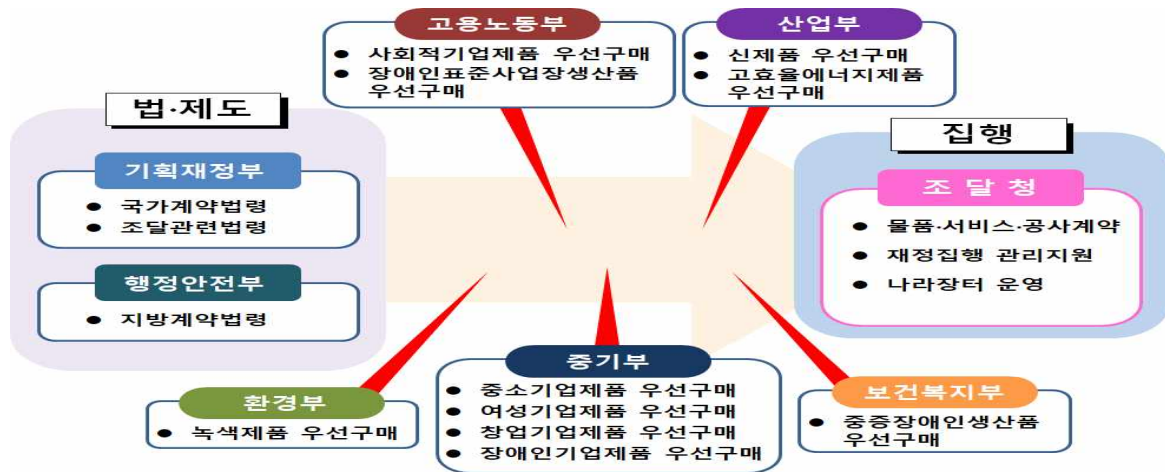 고용노동부
● 사회적기업제품 우선구매
● 장애인표준사업장생산품
우선구매
산업부
● 신제품 우선구매
● 고효율에너지제품
우선구매
법·제도
기획재정부
● 국가계약법령
● 조달관련법령
행정안전부
● 지방계약법령
집행
조 달 청
● 물품·서비스·공사계약
● 재정집행 관리지원
● 나라장터 운영
환경부
● 녹색제품 우선구매
중기부
● 중소기업제품 우선구매
● 여성기업제품 우선구매
● 창업기업제품 우선구매
● 장애인기업제품 우선구매
보건복지부
● 중증장애인생산품
우선구매